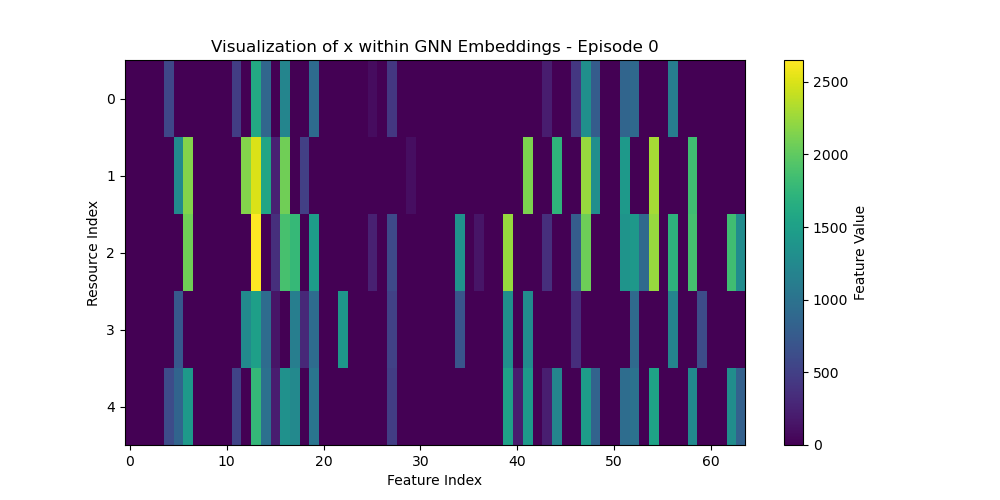 Visualization of x within GNN Embeddings - Episode 0
Resource Index
0
1
2
3
4
0 10 20 30 40 50 60
Feature Index
2500
2000
1500
1000
500
0
Feature Value